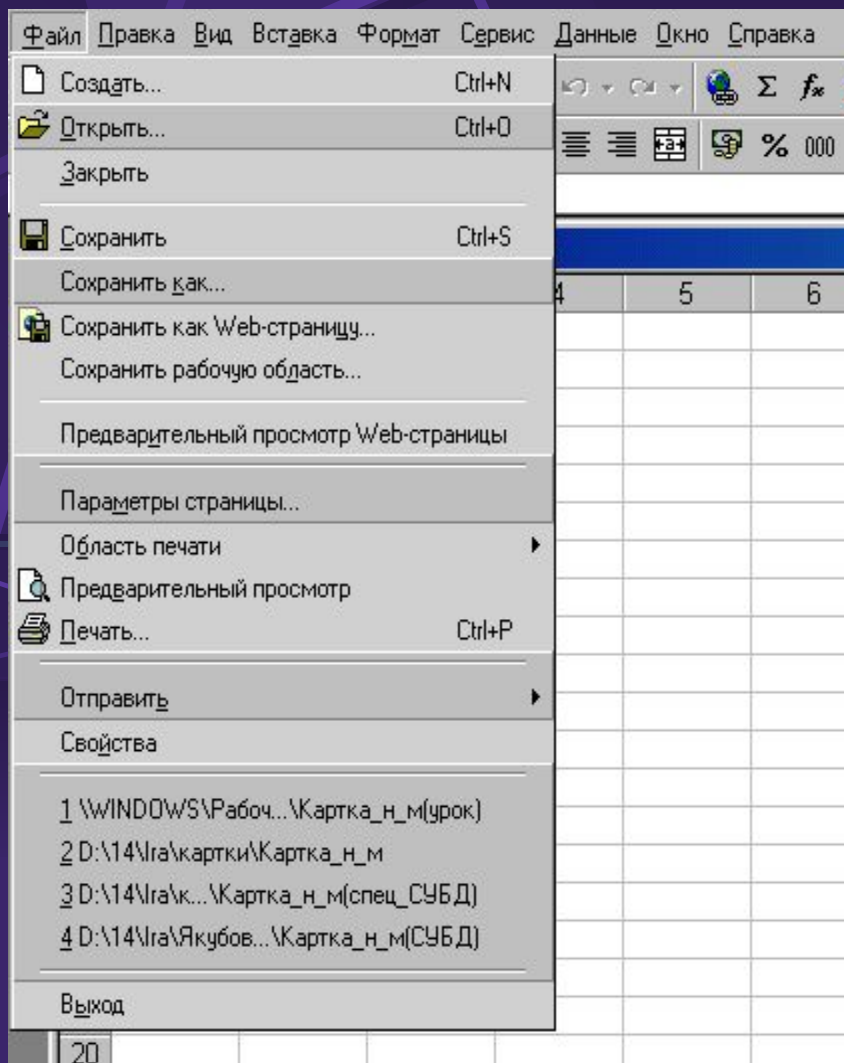 Файл Правка Вид Вставка Формат Сервис Данные Окно Справка
Создать... Ctrl+N
Σ fx
Открыть... Ctrl+O
% 000
Закрыть
Сохранить Ctrl+S
Сохранить как...
4 5 6
Сохранить как Web-страницу...
Сохранить рабочую область...
Предварительный просмотр Web-страницы
Параметры страницы...
Область печати
Предварительный просмотр
Печать... Ctrl+P
Отправить
Свойства
1 \WINDOWS\Рабоч...\Картка_н_м(урок)
2 D:\14\Ira\картки\Картка_н_м
3 D:\14\Ira\к...\Картка_н_м(спец_СУБД)
4 D:\14\Ira\Якубов...\Картка_н_м(СУБД)
Выход
20